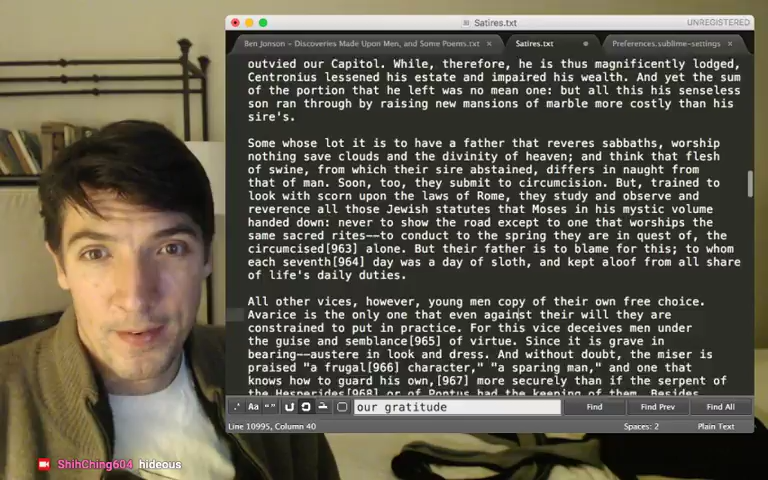 Satires.txt
UNREGISTERED
Ben Jonson - Discoveries Made Upon Men, and Some Poems.txt
Satires.txt
Preferences.sublime-settings
outvied our Capitol. While, therefore, he is thus magnificently lodged,
Centronius lessened his estate and impaired his wealth. And yet the sum
of the portion that he left was no mean one: but all this his senseless
son ran through by raising new mansions of marble more costly than his
sire's.
Some whose lot it is to have a father that reveres sabbaths, worship
nothing save clouds and the divinity of heaven; and think that flesh
of swine, from which their sire abstained, differs in naught from
that of man. Soon, too, they submit to circumcision. But, trained to
look with scorn upon the laws of Rome, they study and observe and
reverence all those Jewish statutes that Moses in his mystic volume
handed down: never to show the road except to one that worships the
same sacred rites--to conduct to the spring they are in quest of, the
circumcised[963] alone. But their father is to blame for this; to whom
each seventh[964] day was a day of sloth, and kept aloof from all share
of life's daily duties.
All other vices, however, young men copy of their own free choice.
Avarice is the only one that even against their will they are
constrained to put in practice. For this vice deceives men under
the guise and semblance[965] of virtue. Since it is grave in
bearing--austere in look and dress. And without doubt, the miser is
praised "a frugal[966] character," "a sparing man," and one that
knows how to guard his own,[967] more securely than if the serpent of
the Hesperides[968] or of Pontus had the keeping of them. Besides
.* Aa “” our gratitude Find Find Prev Find All
Line 10995, Column 40 Spaces: 2 Plain Text
ShihChing604 hideous